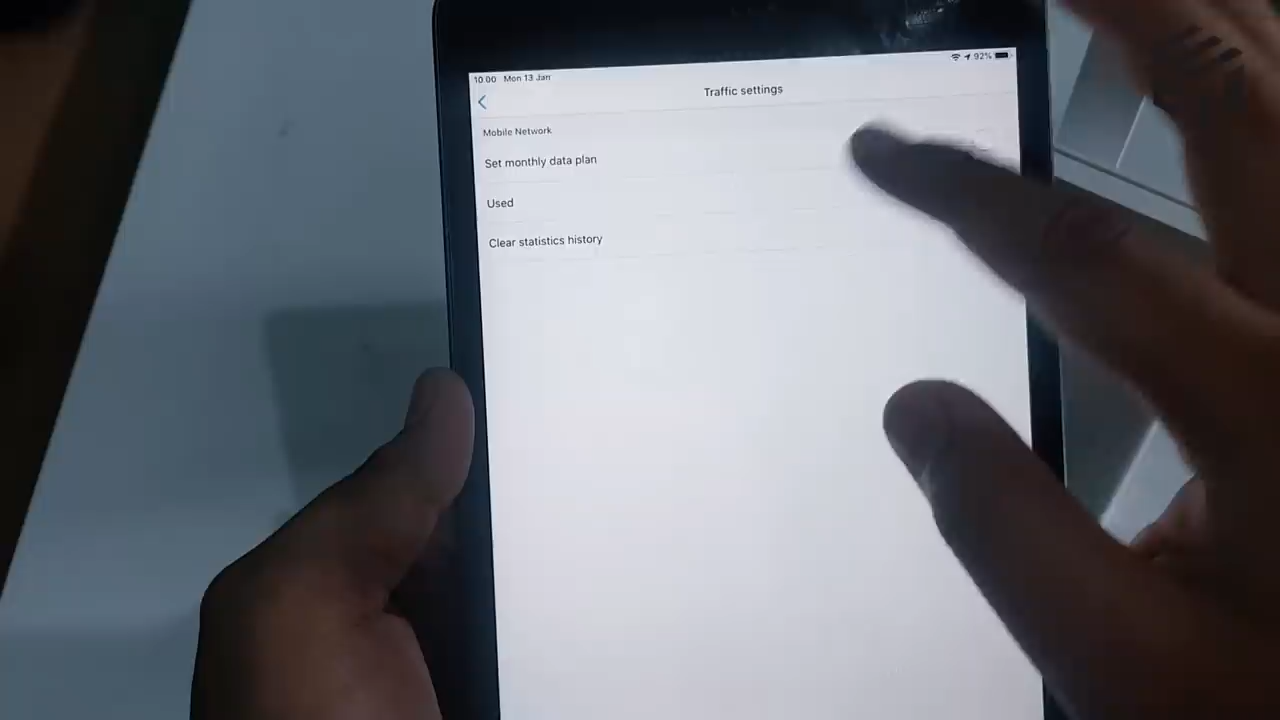 10:00 Mon 13 Jan
92%
Traffic settings
Mobile Network
Set monthly data plan
Used
Clear statistics history